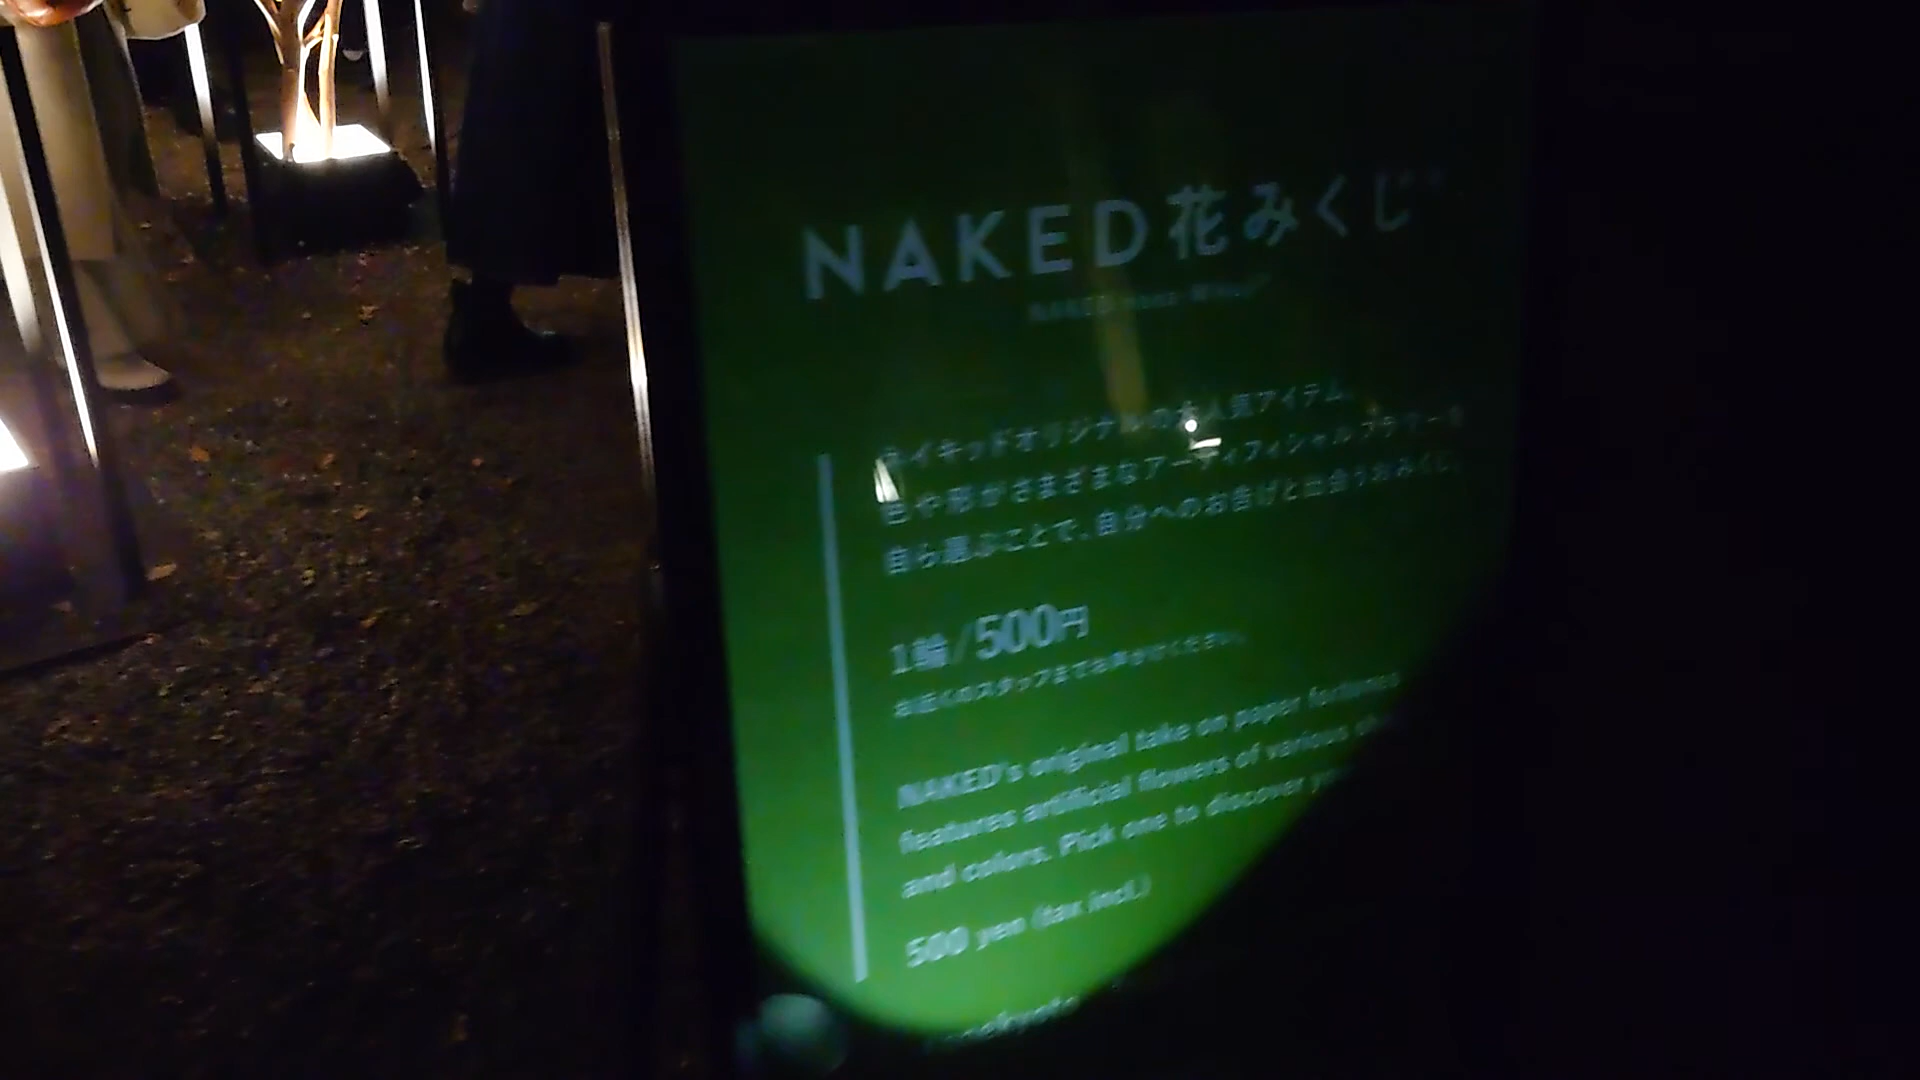 NAKED花みくじ
ネイキッドオリジナルの大人気アイテム。
色や形がさまざまなアーティフィシャルフラワーを
自ら選ぶことで、自分へのお告げと出会うおみくじ。
1輪/500円
お近くのスタッフまでお声がけください。
NAKED's original take on paper fortunes
features artificial flowers of various
and colors. Pick one to discover
500 yen (tax incl.)